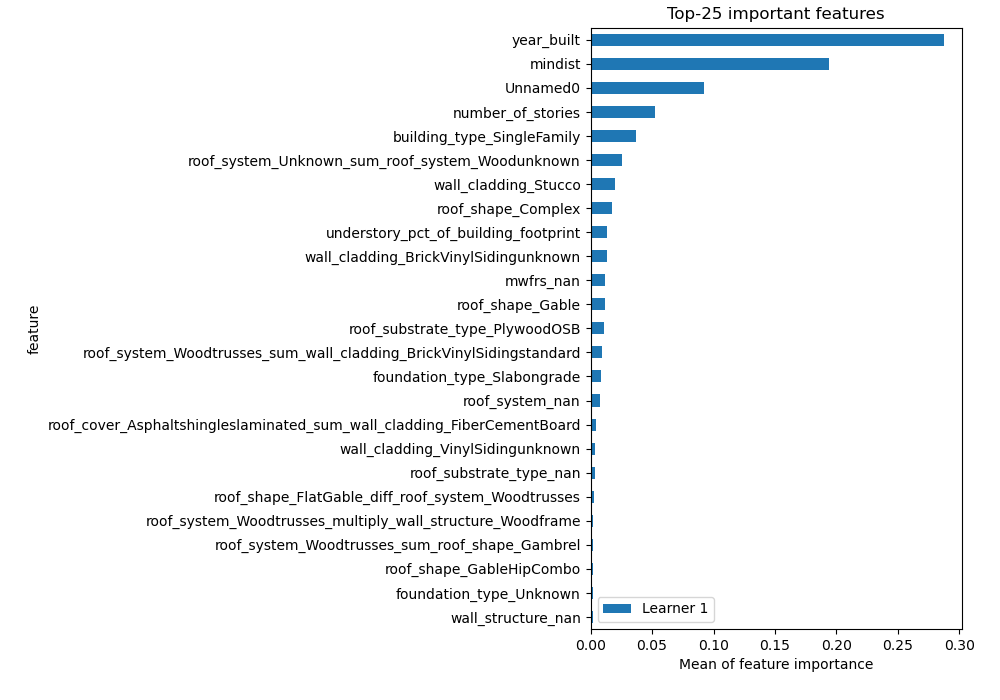 Top-25 important features
year_built
mindist
Unnamed0
number_of_stories
building_type_SingleFamily
roof_system_Unknown_sum_roof_system_Woodunknown
wall_cladding_Stucco
roof_shape_Complex
understory_pct_of_building_footprint
wall_cladding_BrickVinylSidingunknown
mwfrs_nan
roof_shape_Gable
roof_substrate_type_PlywoodOSB
roof_system_Woodtrusses_sum_wall_cladding_BrickVinylSidingstandard
foundation_type_Slabongrade
roof_system_nan
roof_cover_Asphaltshingleslaminated_sum_wall_cladding_FiberCementBoard
wall_cladding_VinylSidingunknown
roof_substrate_type_nan
roof_shape_FlatGable_diff_roof_system_Woodtrusses
roof_system_Woodtrusses_multiply_wall_structure_Woodframe
roof_system_Woodtrusses_sum_roof_shape_Gambrel
roof_shape_GableHipCombo
foundation_type_Unknown
wall_structure_nan
feature
Learner 1
0.00 0.05 0.10 0.15 0.20 0.25 0.30
Mean of feature importance